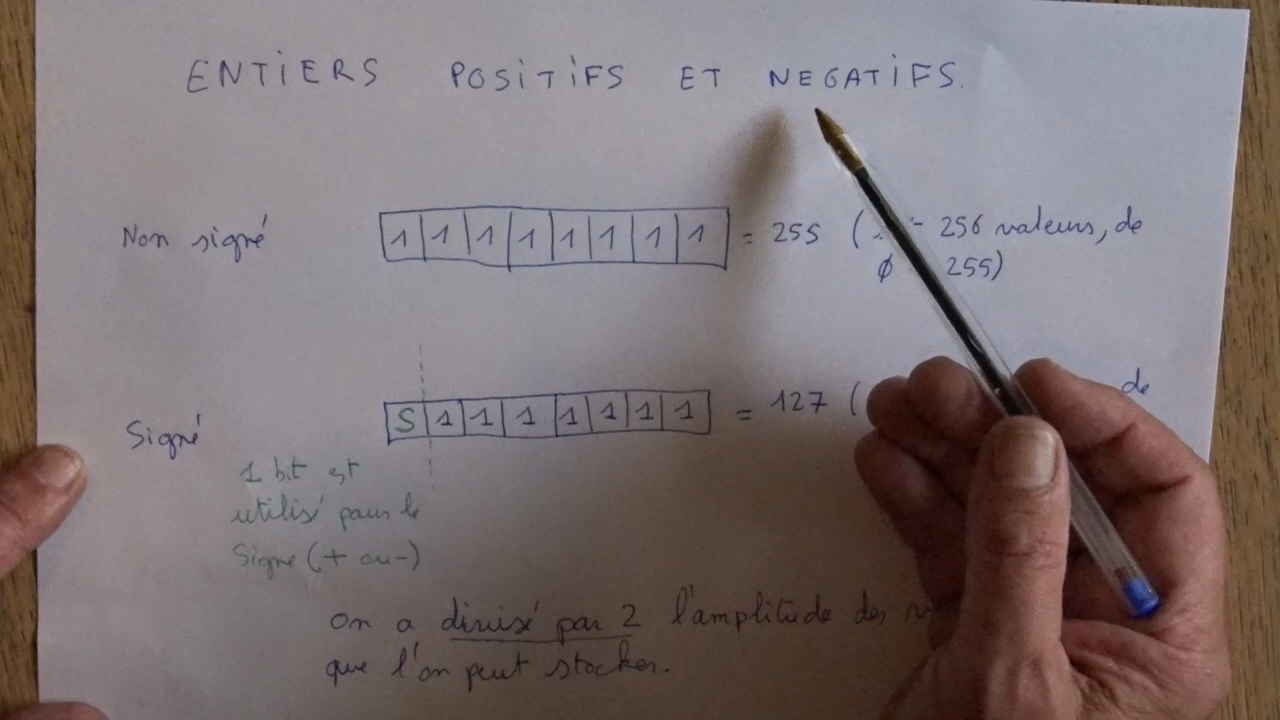 ENTIERS POSITIFS ET NEGATIFS.
Non signé 1 1 1 1 1 1 1 1 = 255 ( = 256 valeurs, de
ø 255)
Signé S 1 1 1 1 1 1 1 = 127 ( de
1 bit est
utilisé pour le
Signe (+ ou -)
On a divisé par 2 l'amplitude des
que l'on peut stocker.